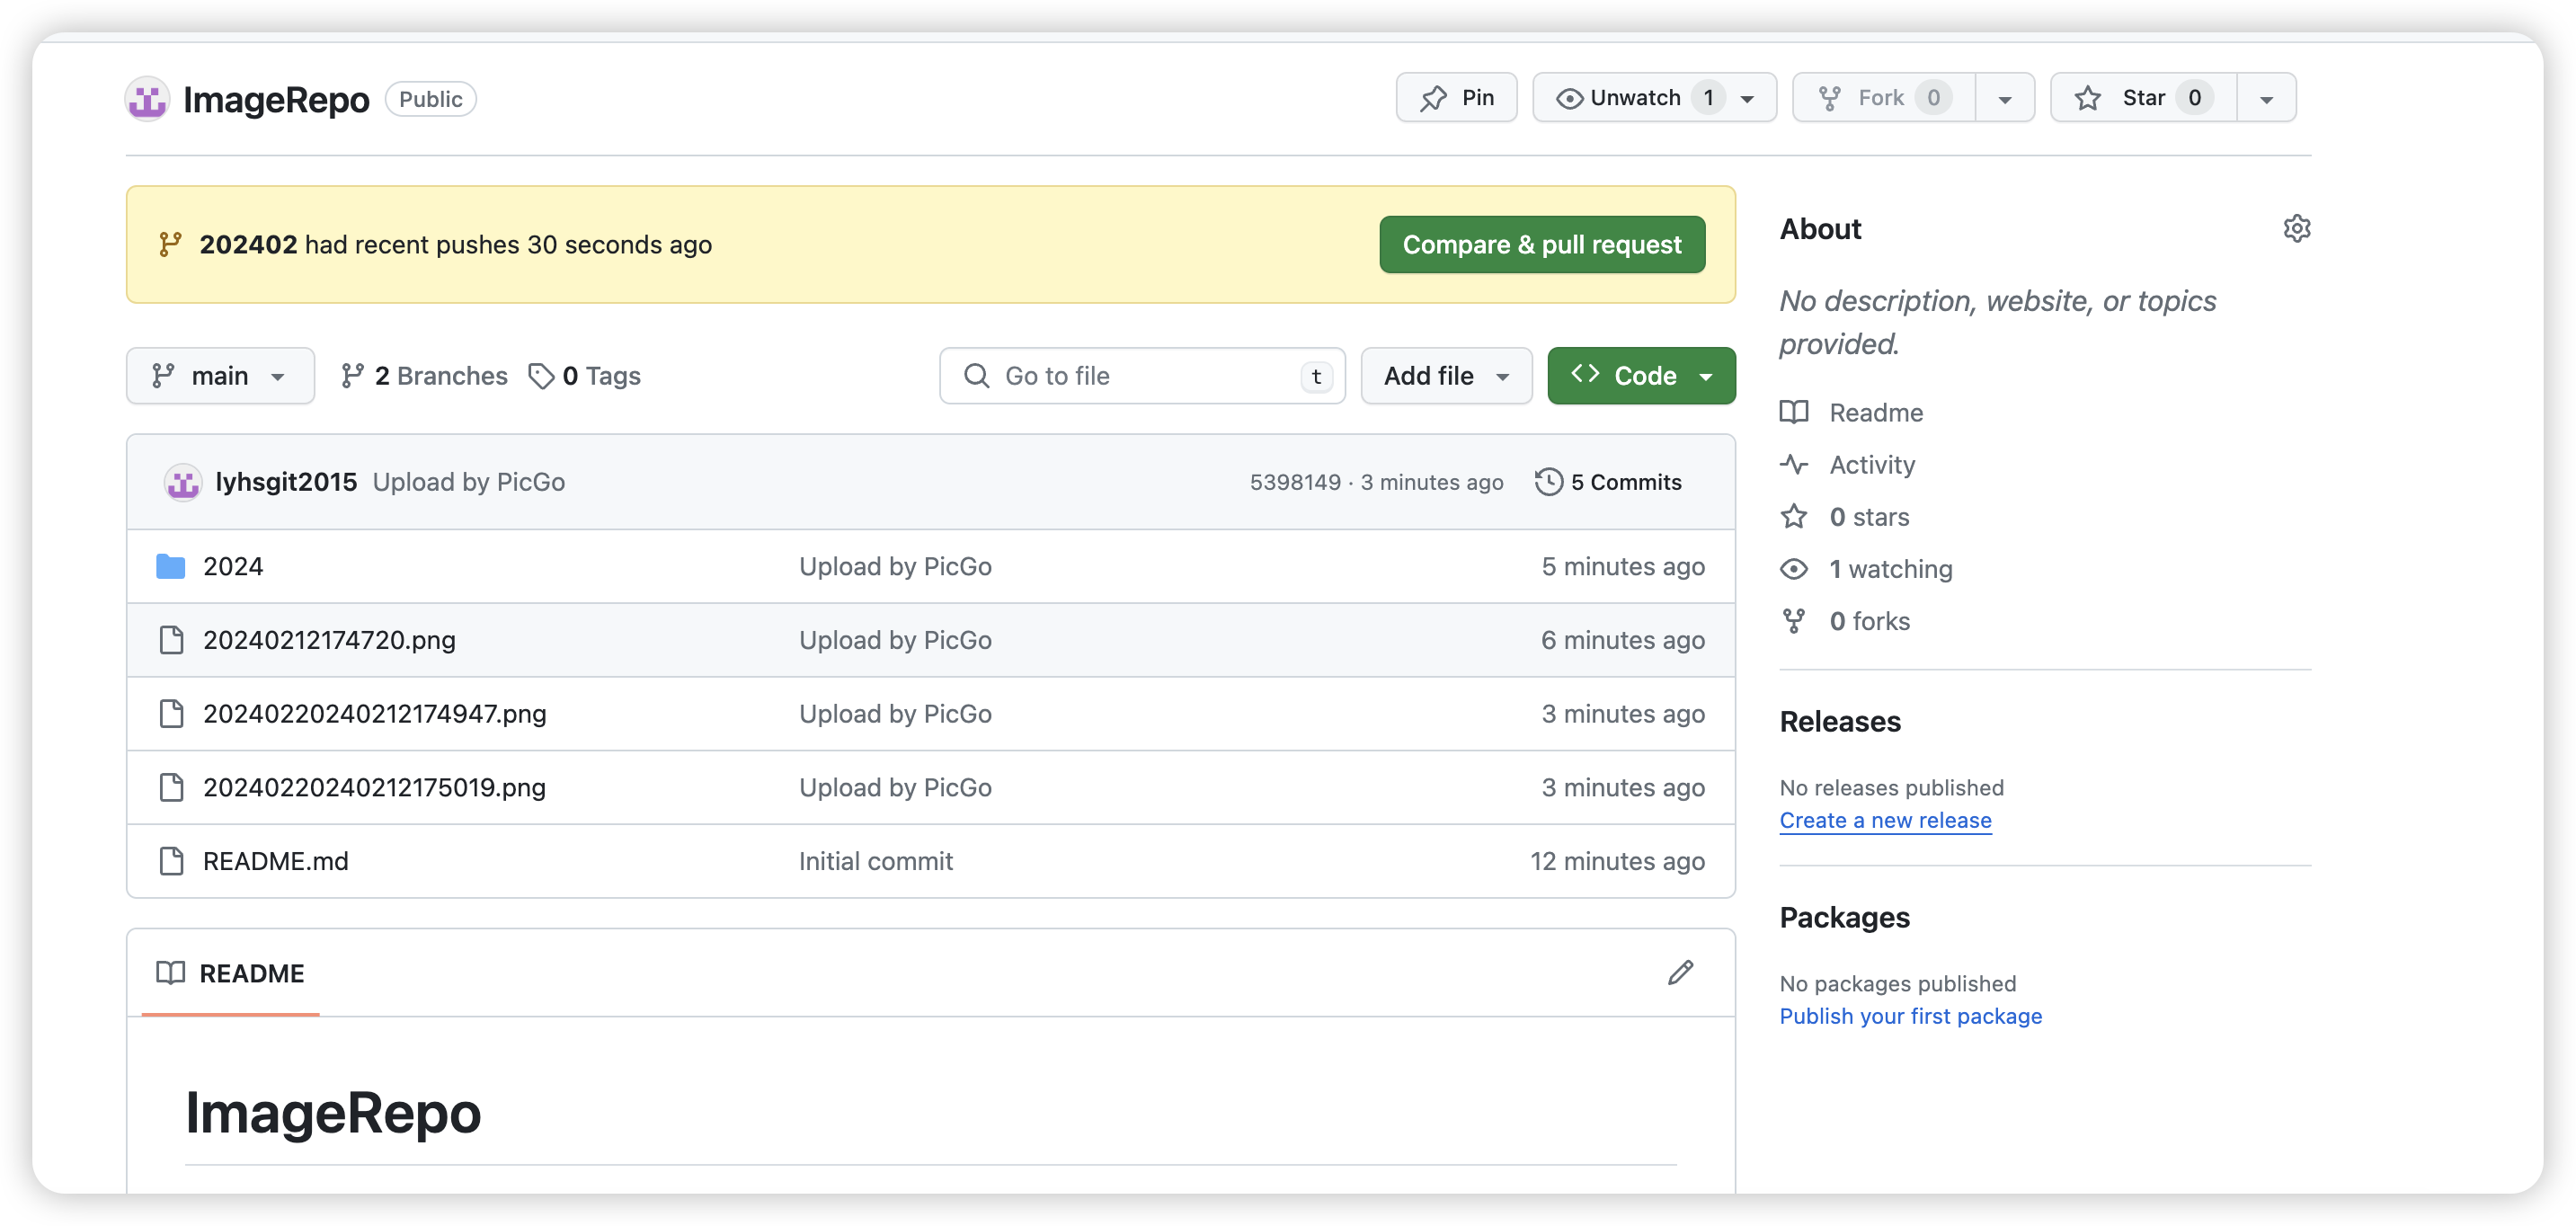 ImageRepo Public
Pin
Unwatch 1
Fork 0
Star 0
202402 had recent pushes 30 seconds ago
Compare & pull request
main
2 Branches
0 Tags
Go to file
t
Add file
Code
lyhsgit2015 Upload by PicGo
5398149 · 3 minutes ago
5 Commits
2024 Upload by PicGo 5 minutes ago
20240212174720.png Upload by PicGo 6 minutes ago
20240220240212174947.png Upload by PicGo 3 minutes ago
20240220240212175019.png Upload by PicGo 3 minutes ago
README.md Initial commit 12 minutes ago
README
ImageRepo
About
No description, website, or topics
provided.
Readme
Activity
0 stars
1 watching
0 forks
Releases
No releases published
Create a new release
Packages
No packages published
Publish your first package